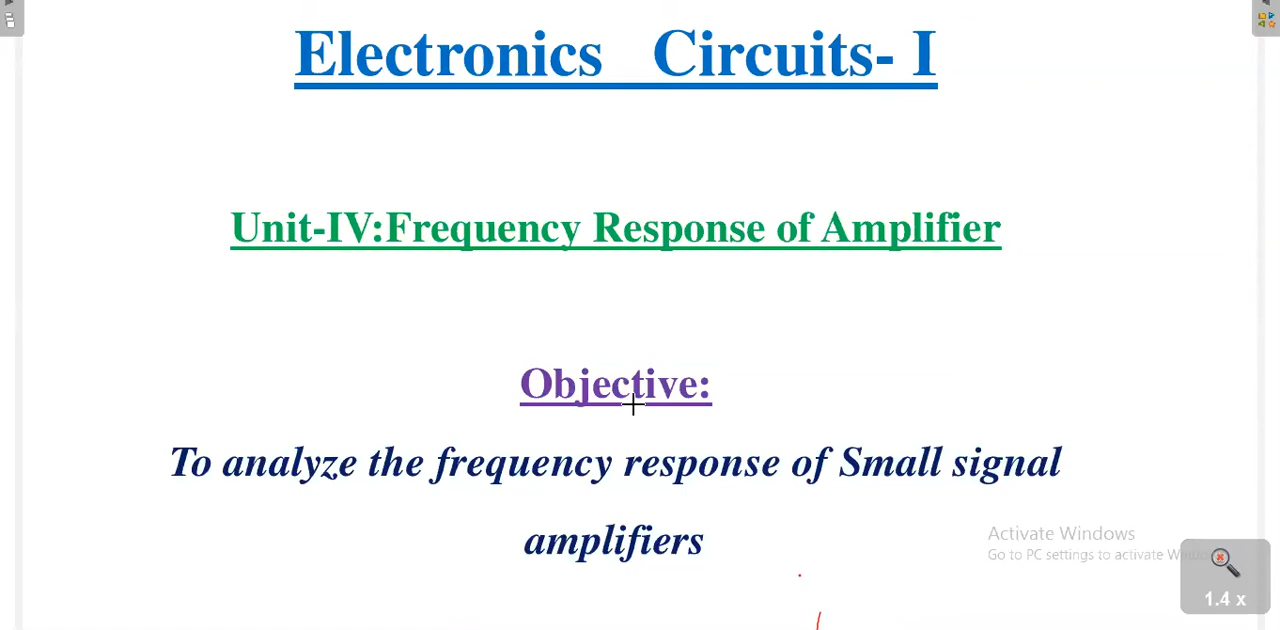 Electronics Circuits- I
Unit-IV:Frequency Response of Amplifier
Objective:
To analyze the frequency response of Small signal
amplifiers
Activate Windows
Go to PC settings to activate
1.4 x